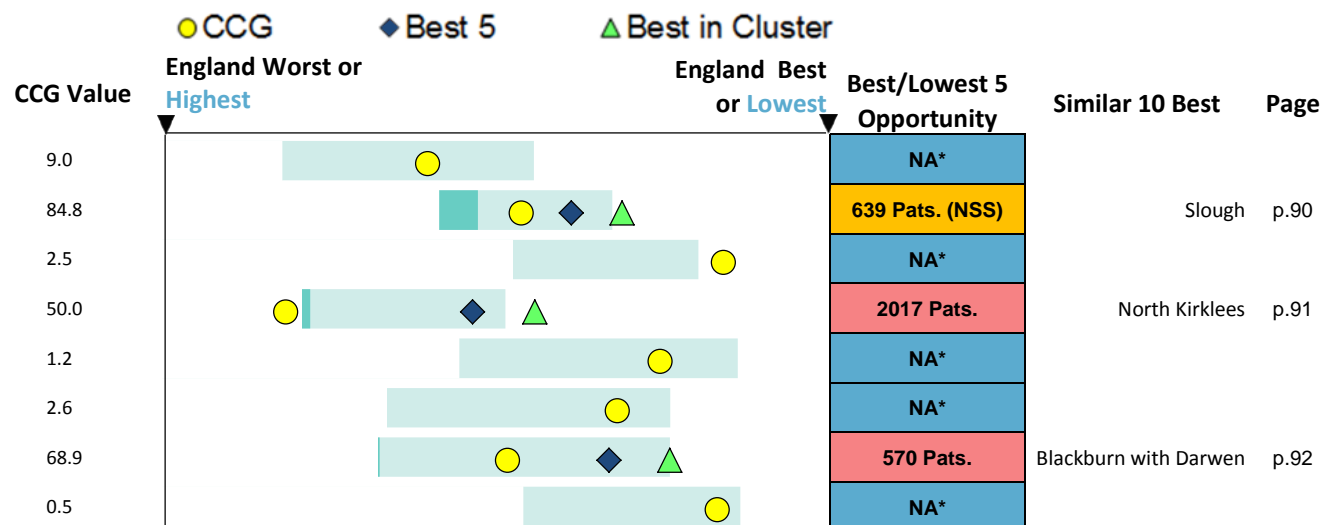 CCG Best 5 Best in Cluster
England Worst or
Highest
England Best
or Lowest
CCG Value
Best/Lowest 5
Opportunity
Similar 10 Best
Page
9.0 NA*
84.8 639 Pats. (NSS) Slough p.90
2.5 NA*
50.0 2017 Pats. North Kirklees p.91
1.2 NA*
2.6 NA*
68.9 570 Pats. Blackburn with Darwen p.92
0.5 NA*